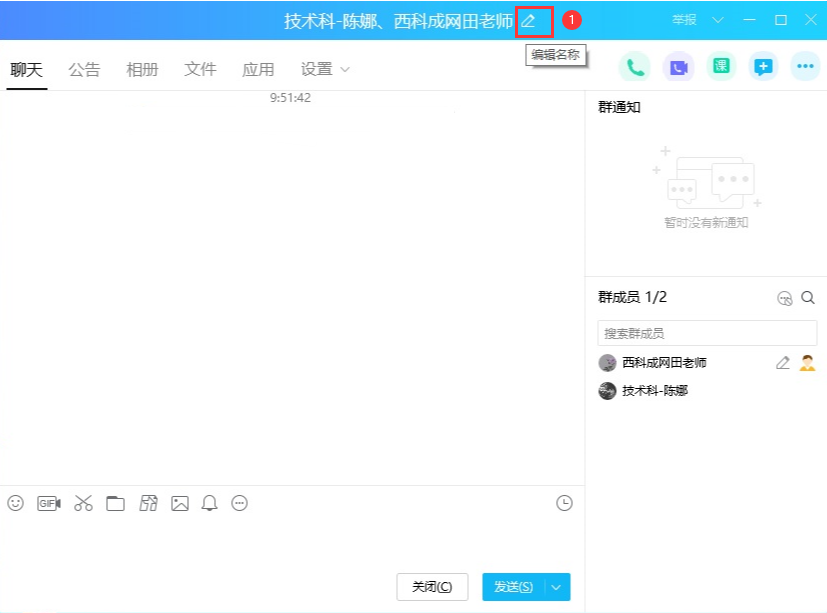 技术科-陈娜、西科成网田老师
1
举报
编辑名称
聊天 公告 相册 文件 应用 设置
课
9:51:42
群通知
暂时没有新通知
群成员 1/2
搜索群成员
西科成网田老师
技术科-陈娜
GIF
关闭(C) 发送(S)